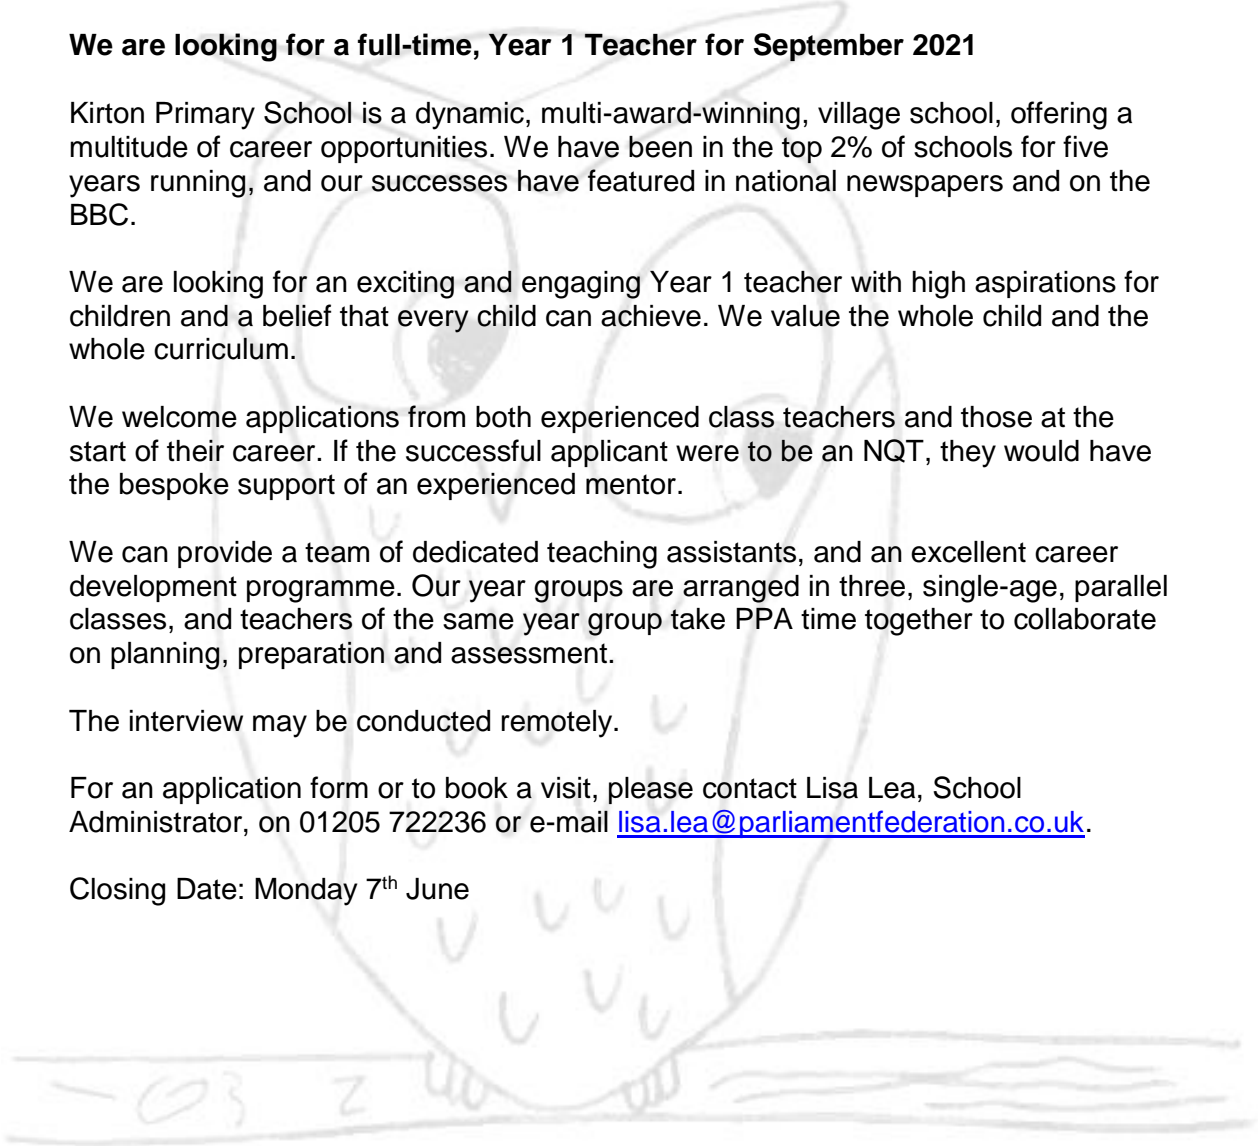 We are looking for a full-time, Year 1 Teacher for September 2021
Kirton Primary School is a dynamic, multi-award-winning, village school, offering a
multitude of career opportunities. We have been in the top 2% of schools for five
years running, and our successes have featured in national newspapers and on the
BBC.
We are looking for an exciting and engaging Year 1 teacher with high aspirations for
children and a belief that every child can achieve. We value the whole child and the
whole curriculum.
We welcome applications from both experienced class teachers and those at the
start of their career. If the successful applicant were to be an NQT, they would have
the bespoke support of an experienced mentor.
We can provide a team of dedicated teaching assistants, and an excellent career
development programme. Our year groups are arranged in three, single-age, parallel
classes, and teachers of the same year group take PPA time together to collaborate
on planning, preparation and assessment.
The interview may be conducted remotely.
For an application form or to book a visit, please contact Lisa Lea, School
Administrator, on 01205 722236 or e-mail lisa.lea@parliamentfederation.co.uk.
Closing Date: Monday 7th June